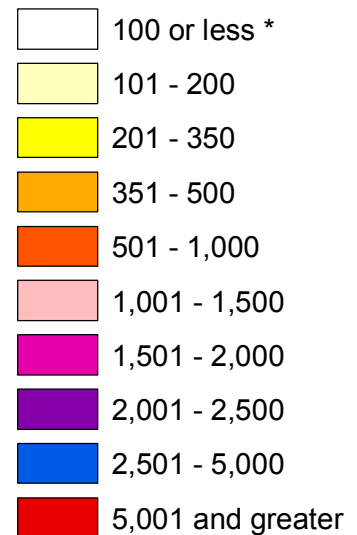 100 or less *
101 - 200
201 - 350
351 - 500
501 - 1,000
1,001 - 1,500
1,501 - 2,000
2,001 - 2,500
2,501 - 5,000
5,001 and greater